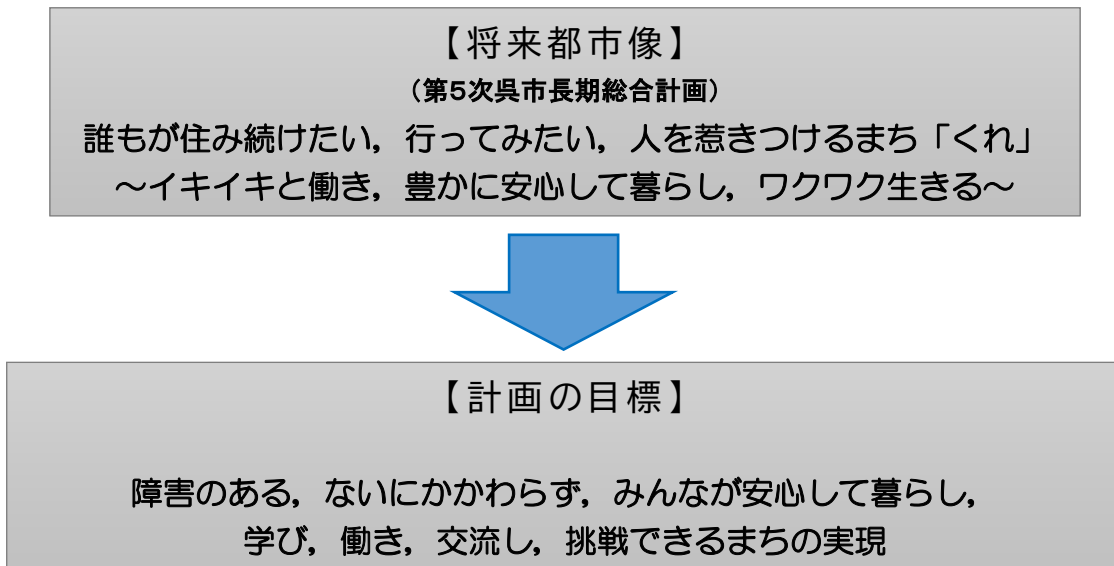 【将来都市像】
（第5次呉市長期総合計画）
誰もが住み続けたい，行ってみたい，人を惹きつけるまち「くれ」
～イキイキと働き，豊かに安心して暮らし，ワクワク生きる～
【計画の目標】
障害のある，ないにかかわらず，みんなが安心して暮らし，
学び，働き，交流し，挑戦できるまちの実現